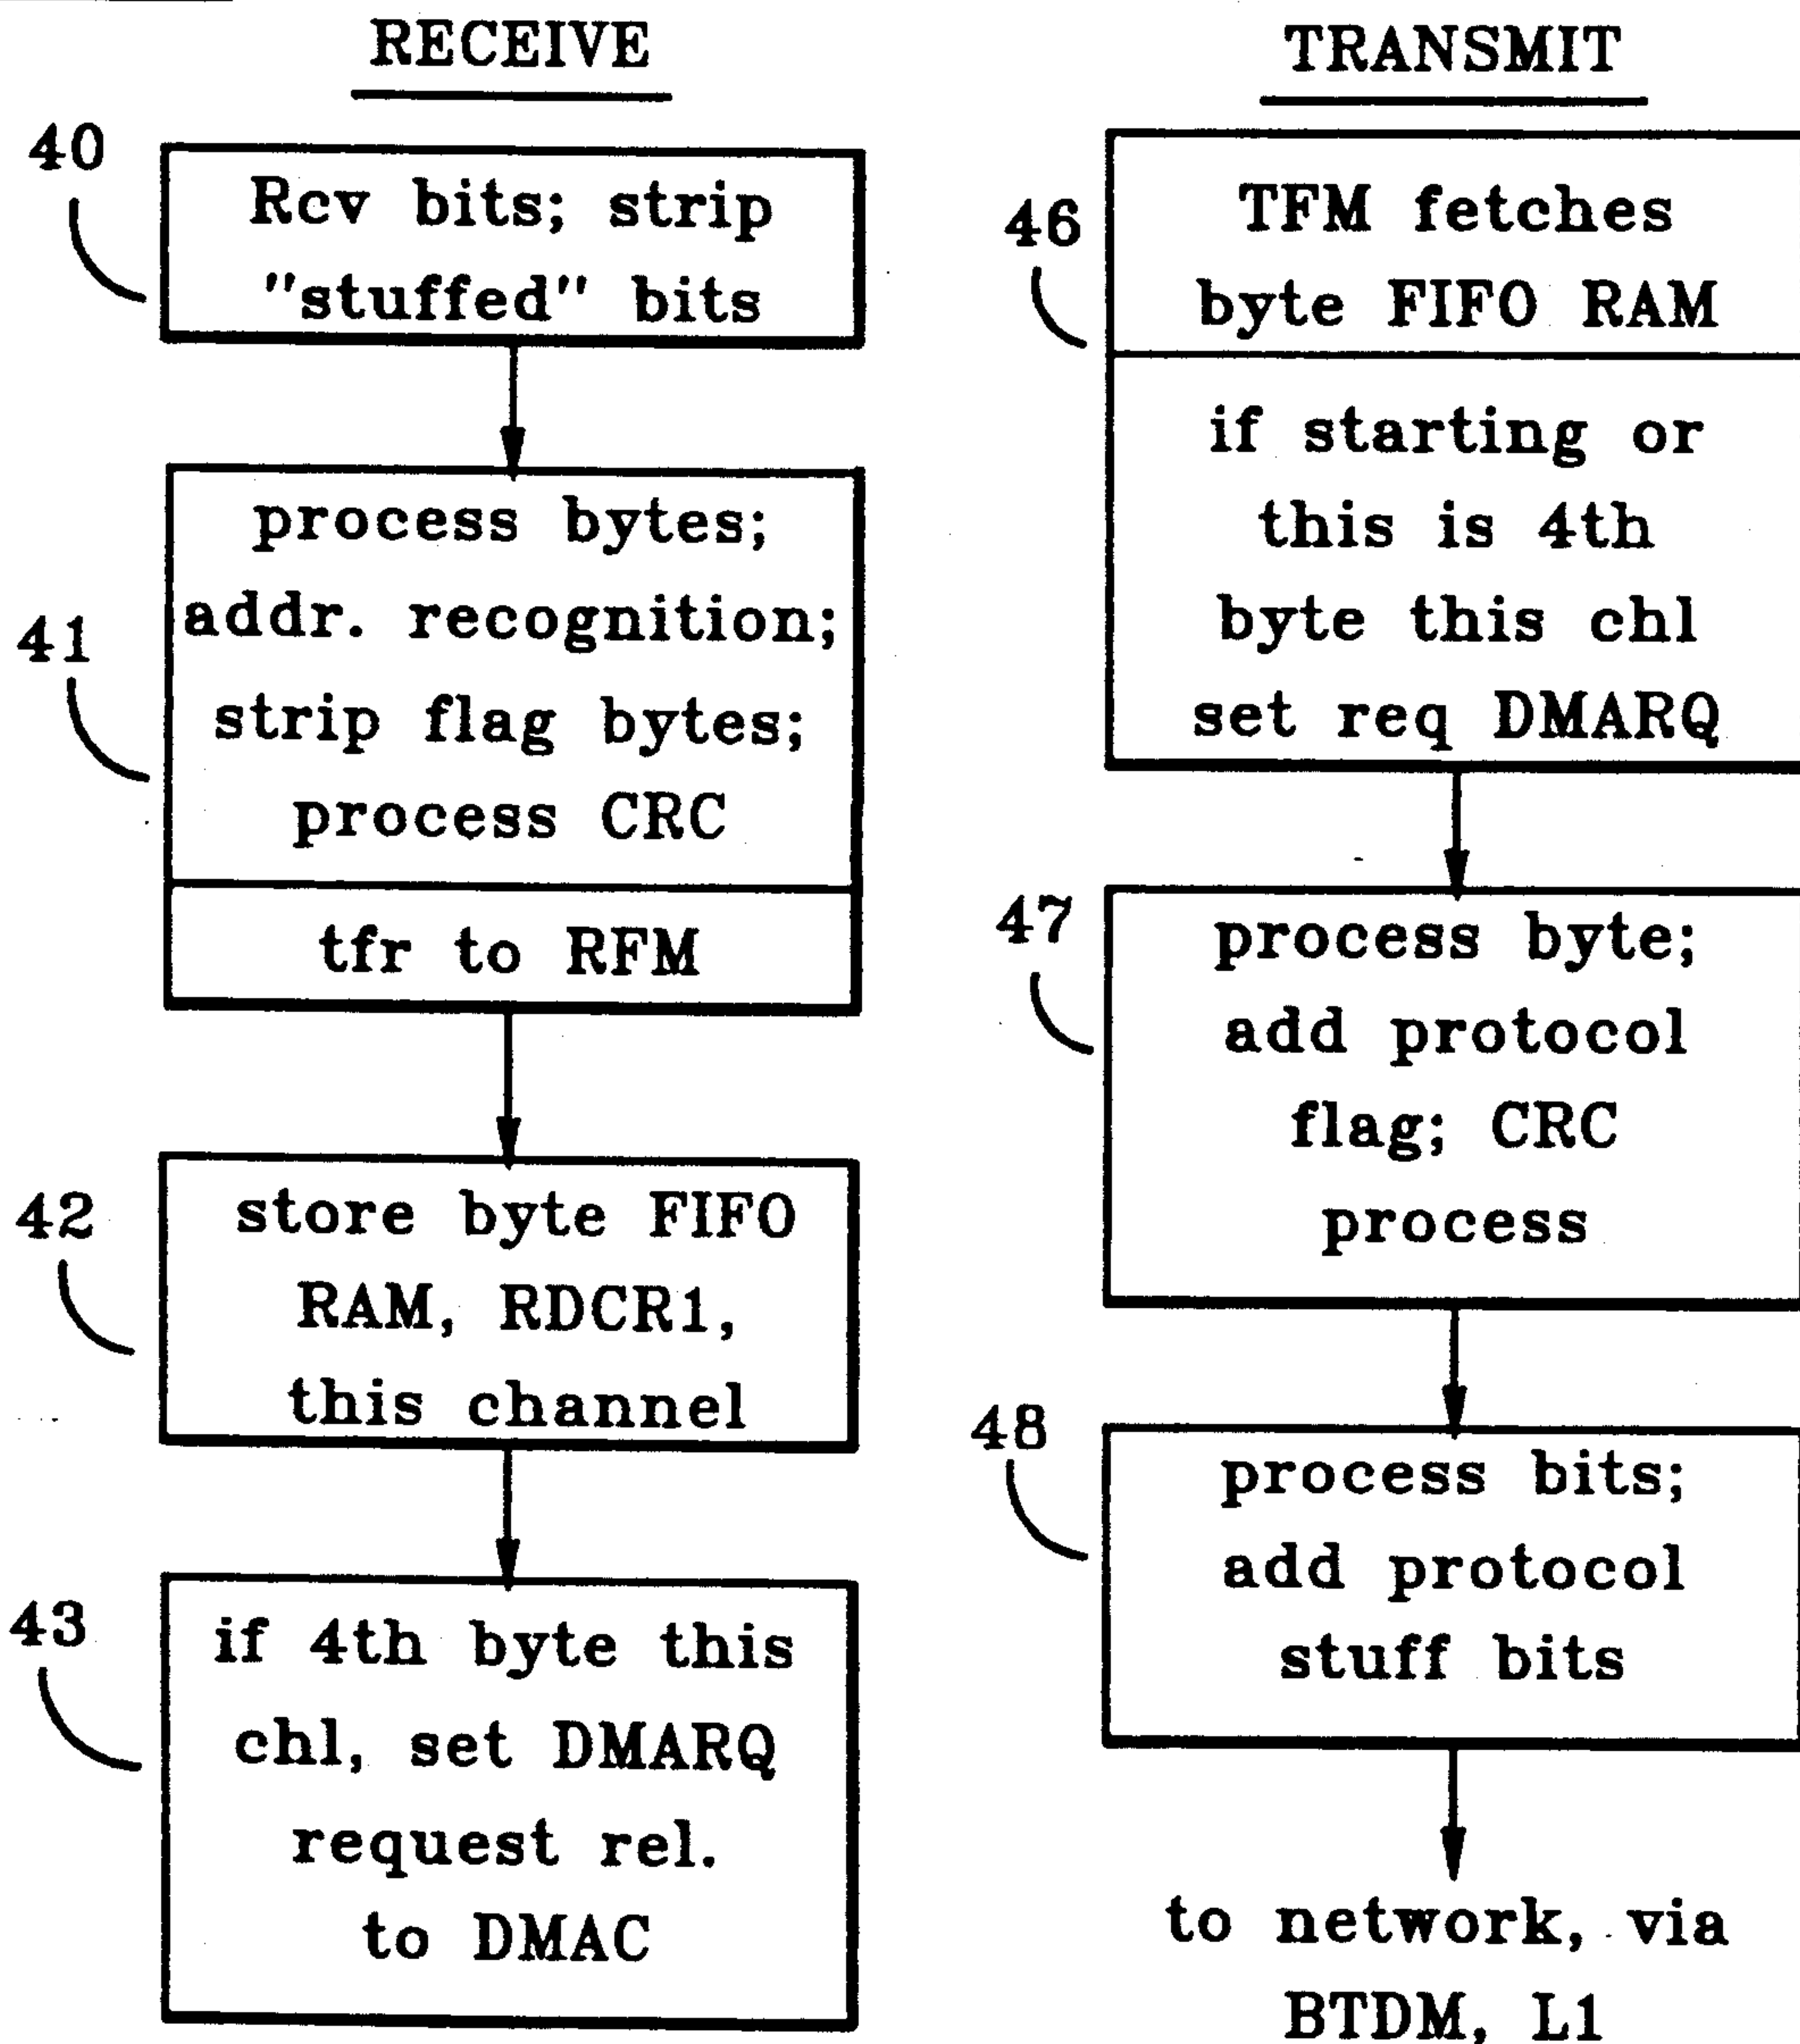 RECEIVE
40
Rcv bits; strip
"stuffed" bits
41
process bytes;
addr. recognition;
strip flag bytes;
process CRC
tfr to RFM
42
store byte FIFO
RAM, RDCR1,
this channel
43
if 4th byte this
chl, set DMARQ
request rel.
to DMAC
TRANSMIT
46
TFM fetches
byte FIFO RAM
if starting or
this is 4th
byte this chl
set req DMARQ
47
process byte;
add protocol
flag; CRC
process
48
process bits;
add protocol
stuff bits
to network, via
BTDM, L1